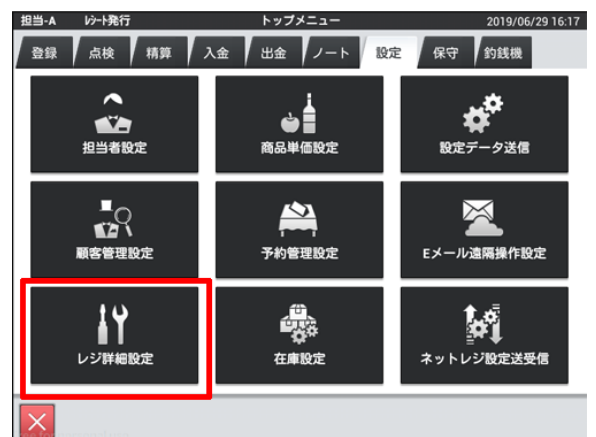 担当-A レシート発行 トップメニュー 2019/06/29 16:17
登録 点検 精算 入金 出金 ノート 設定 保守 釣銭機
担当者設定 商品単価設定 設定データ送信
顧客管理設定 予約管理設定 Eメール遠隔操作設定
レジ詳細設定 在庫設定 ネットレジ設定送受信